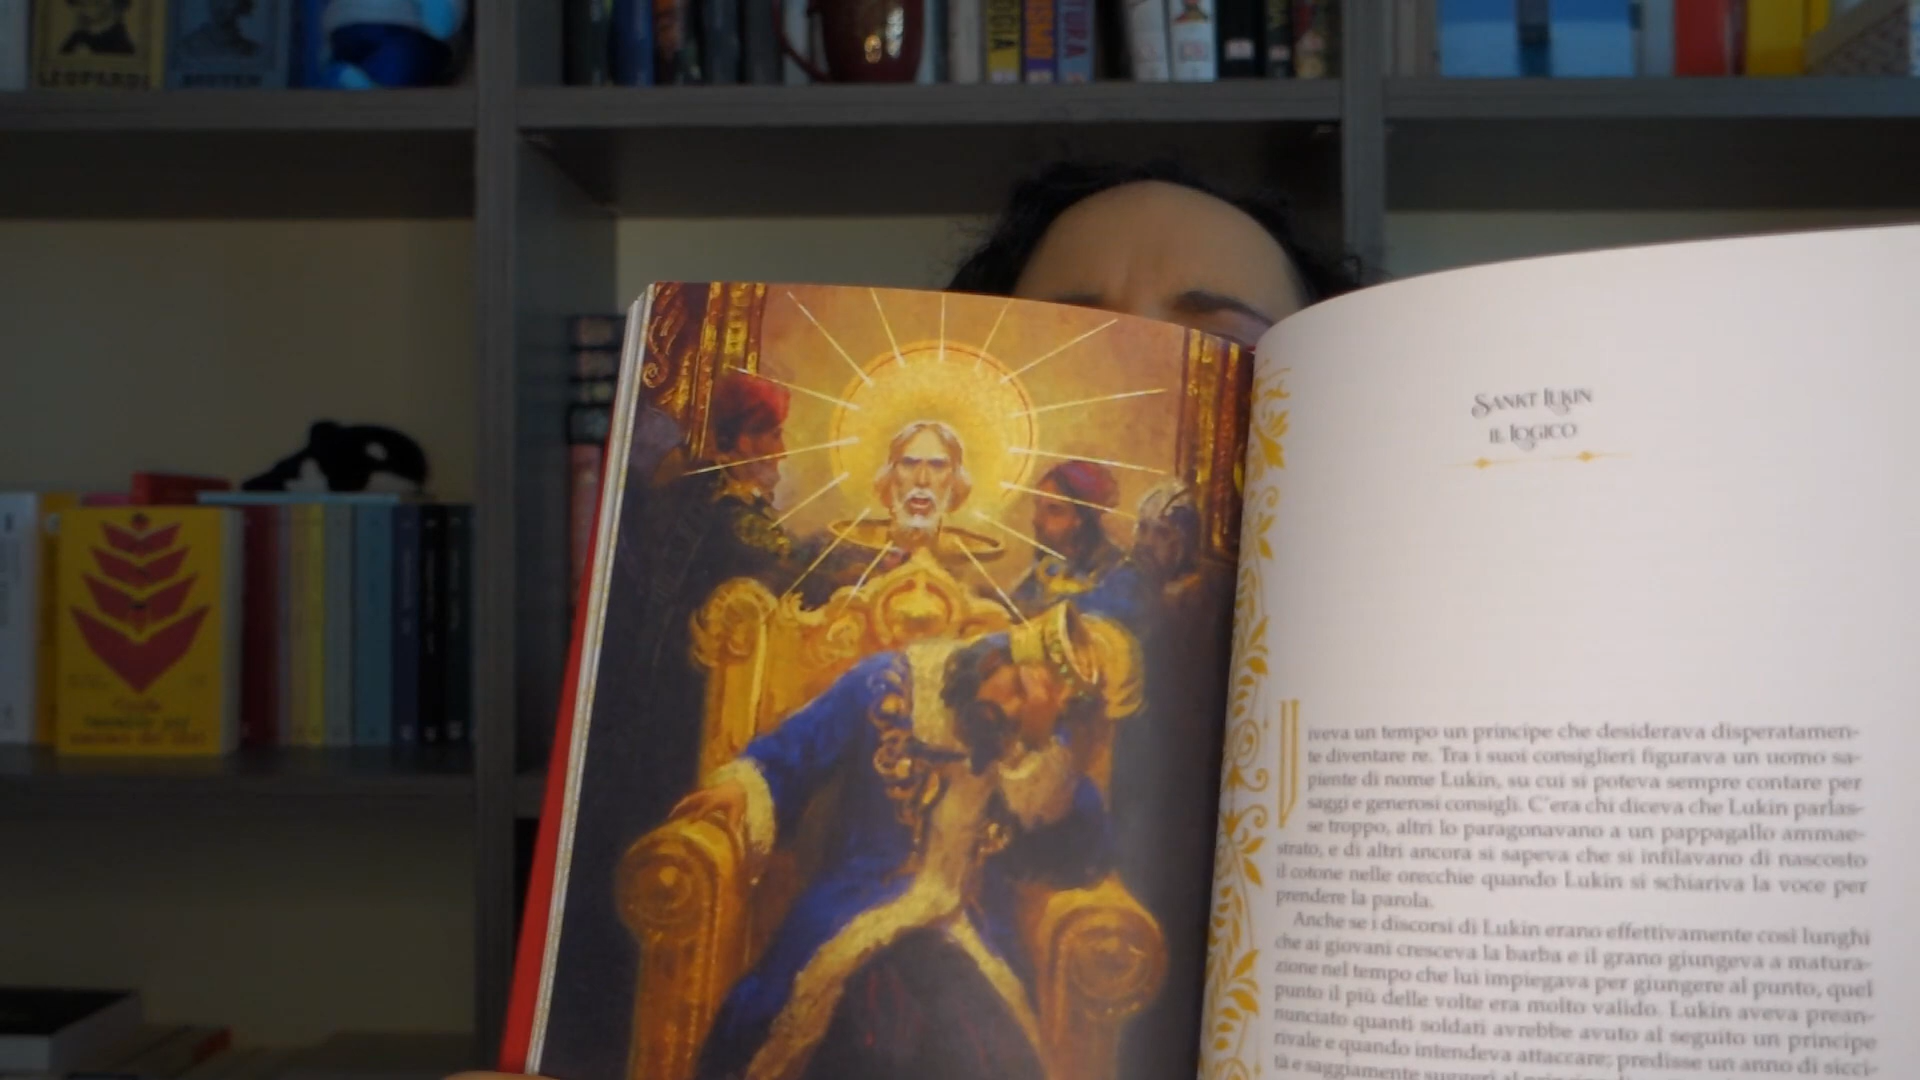 LEOPARDI
AUSTEN
TURA
SANKT LUKIN
IL LOGICO
Viveva un tempo un principe che desiderava disperatamen-
te diventare re. Tra i suoi consiglieri figurava un uomo sa-
piente di nome Lukin, su cui si poteva sempre contare per
saggi e generosi consigli. C'era chi diceva che Lukin parlas-
se troppo, altri lo paragonavano a un pappagallo ammae-
strato, e di altri ancora si sapeva che si infilavano di nascosto
il cotone nelle orecchie quando Lukin si schiariva la voce per
prendere la parola.
Anche se i discorsi di Lukin erano effettivamente così lunghi
che ai giovani cresceva la barba e il grano giungeva a matura-
zione nel tempo che lui impiegava per giungere al punto, quel
punto il più delle volte era molto valido. Lukin aveva prean-
nunciato quanti soldati avrebbe avuto al seguito un principe
rivale e quando intendeva attaccare; predisse un anno di sicci-
tà e saggiamente suggerì al